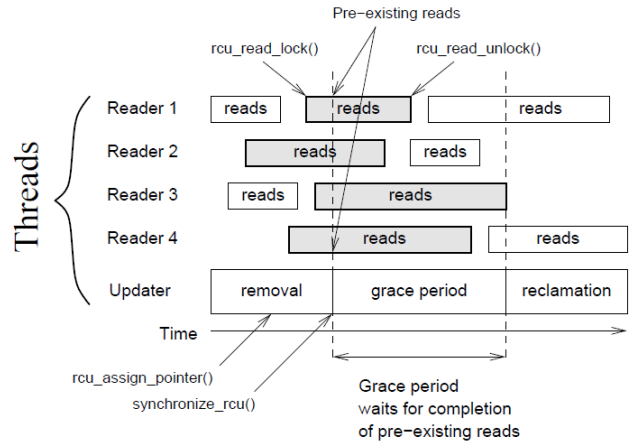 Pre−existing reads
rcu_read_lock()
rcu_read_unlock()
Threads
Reader 1
reads
reads
reads
Reader 2
reads
reads
Reader 3
reads
reads
Reader 4
reads
reads
Updater
removal
grace period
reclamation
Time
rcu_assign_pointer()
synchronize_rcu()
Grace period
waits for completion
of pre−existing reads